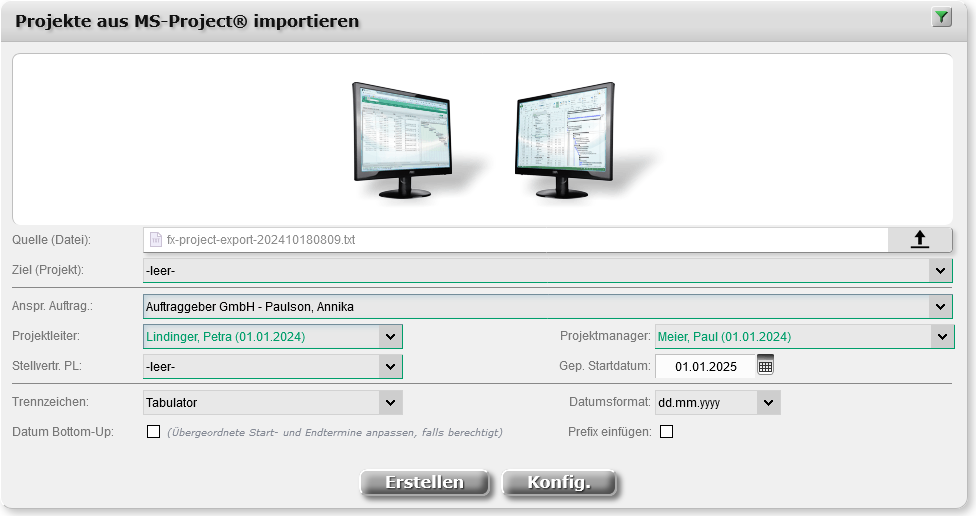 Projekte aus MS-Project® importieren
Quelle (Datei): fx-project-export-202410180809.txt
Ziel (Projekt): -leer-
Anspr. Auftrag.: Auftraggeber GmbH - Paulson, Annika
Projektleiter: Lindinger, Petra (01.01.2024) Projektmanager: Meier, Paul (01.01.2024)
Stellvertr. PL: -leer- Gep. Startdatum: 01.01.2025
Trennzeichen: Tabulator Datumsformat: dd.mm.yyyy
Datum Bottom-Up: (Übergeordnete Start- und Endtermine anpassen, falls berechtigt) Prefix einfügen:
Erstellen Konfig.